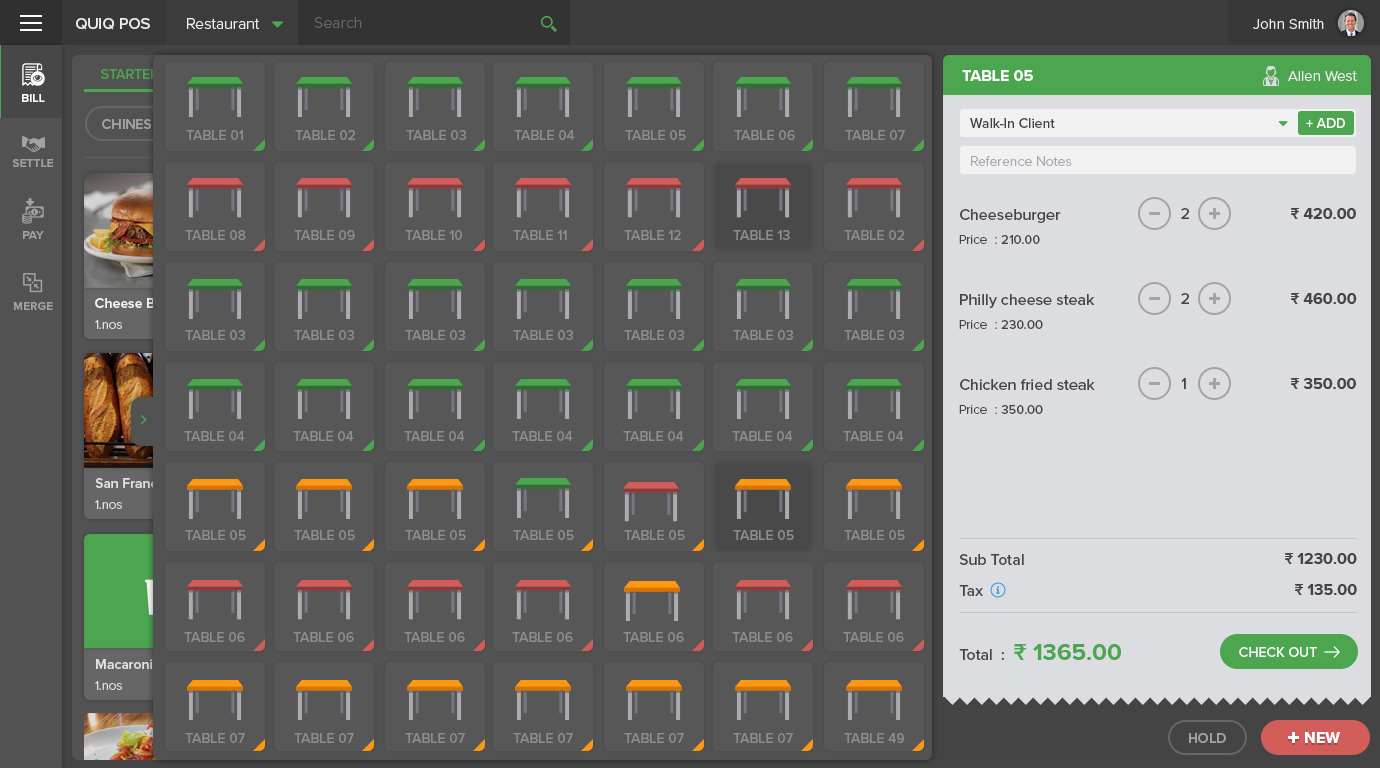 QUIQ POS
Restaurant
Search
John Smith
BILL
SETTLE
PAY
MERGE
STARTE
CHINES
Cheese B
1.nos
San Fran
1.nos
Macaroni
1.nos
TABLE 01 TABLE 02 TABLE 03 TABLE 04 TABLE 05 TABLE 06 TABLE 07
TABLE 08 TABLE 09 TABLE 10 TABLE 11 TABLE 12 TABLE 13 TABLE 02
TABLE 03 TABLE 03 TABLE 03 TABLE 03 TABLE 03 TABLE 03 TABLE 03
TABLE 04 TABLE 04 TABLE 04 TABLE 04 TABLE 04 TABLE 04 TABLE 04
TABLE 05 TABLE 05 TABLE 05 TABLE 05 TABLE 05 TABLE 05 TABLE 05
TABLE 06 TABLE 06 TABLE 06 TABLE 06 TABLE 06 TABLE 06 TABLE 06
TABLE 07 TABLE 07 TABLE 07 TABLE 07 TABLE 07 TABLE 07 TABLE 49
TABLE 05 Allen West
Walk-In Client + ADD
Reference Notes
Cheeseburger 2 ₹ 420.00
Price : 210.00
Philly cheese steak 2 ₹ 460.00
Price : 230.00
Chicken fried steak 1 ₹ 350.00
Price : 350.00
Sub Total ₹ 1230.00
Tax ₹ 135.00
Total : ₹ 1365.00 CHECK OUT
HOLD + NEW